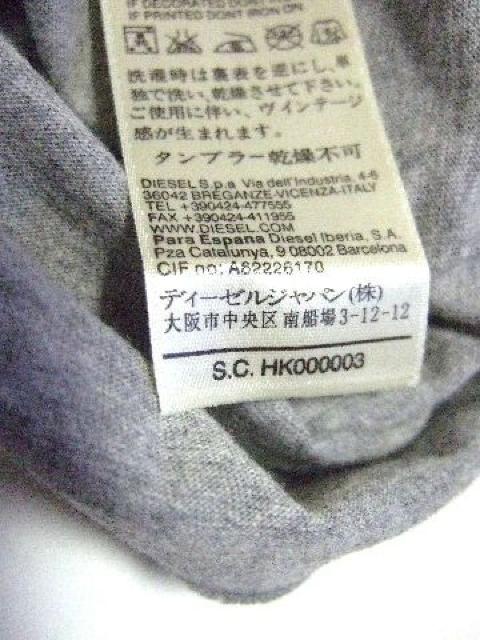 IF DECORATED DONT IRON ON
IF PRINTED DONT IRON ON
洗濯時は裏表を逆にし、単
独で洗い、乾燥させて下さい。
ご使用に伴い、ヴィンテージ
感が生まれます。
タンブラー乾燥不可
DIESEL S.p.a Via dell'Industria, 4-6
36042 BREGANZE-VICENZA-ITALY
TEL +390424-477555
FAX +390424-411955
WWW.DIESEL.COM
Para Espana Diesel Iberia, S.A.
Pza Catalunya, 9 08002 Barcelona
CIF no: A62226170
ディーゼルジャパン(株)
大阪市中央区南船場3-12-12
S.C. HK000003